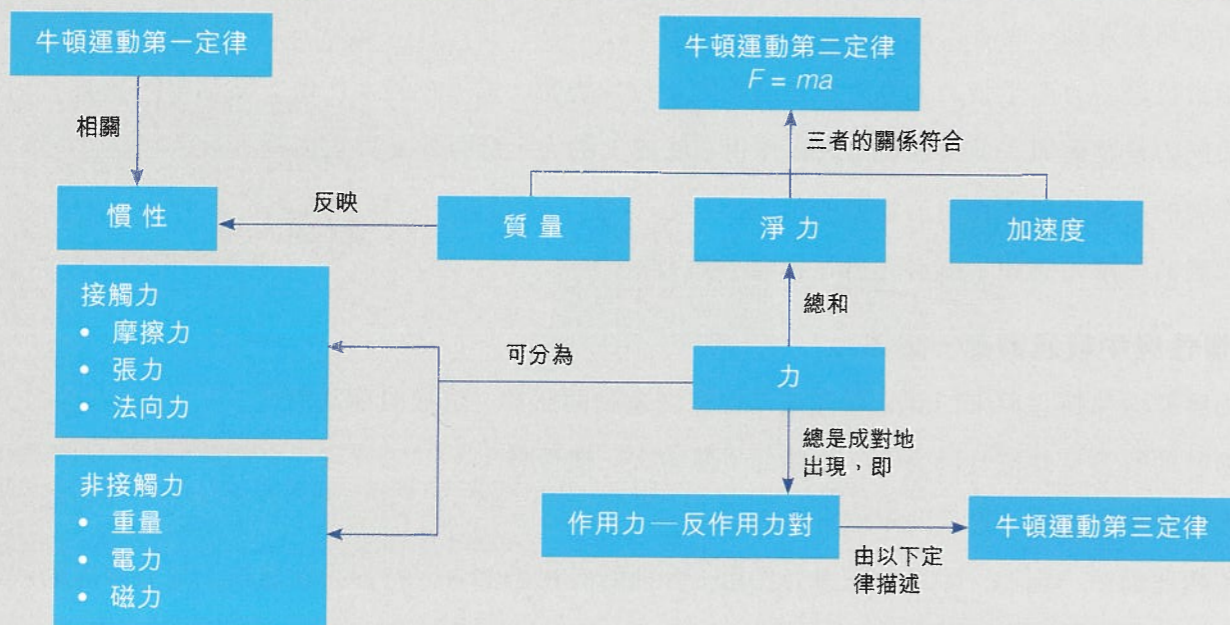 牛頓運動第一定律
牛頓運動第二定律
F = ma
相關
三者的關係符合
慣性
反映
質量
淨力
加速度
接觸力
• 摩擦力
• 張力
• 法向力
總和
可分為
力
非接觸力
• 重量
• 電力
• 磁力
總是成對地
出現,即
作用力—反作用力對
牛頓運動第三定律
由以下定
律描述